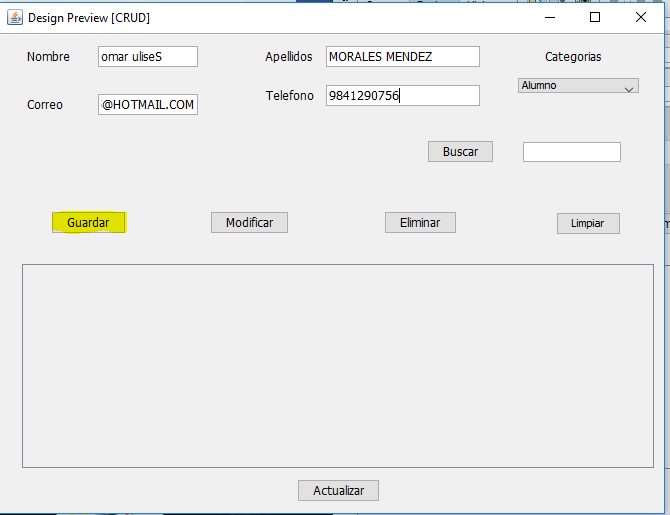 Design Preview [CRUD]
Nombre omar uliseS Apellidos MORALES MENDEZ Categorias
Alumno
Correo @HOTMAIL.COM Telefono 9841290756
Buscar
Guardar Modificar Eliminar Limpiar
Actualizar